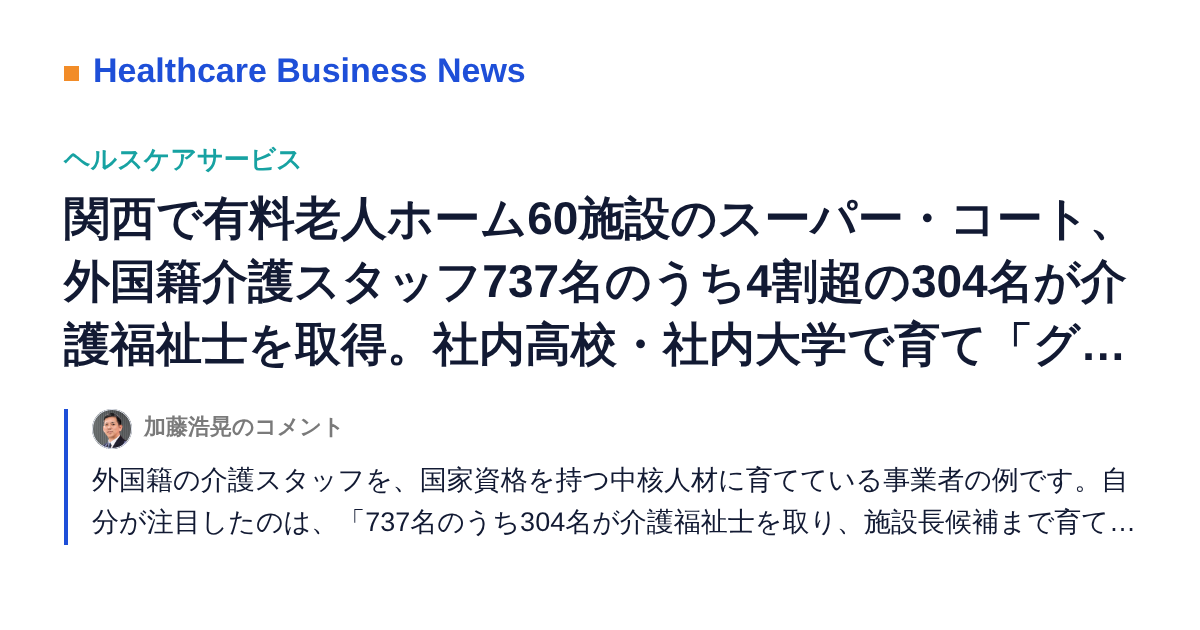 Healthcare Business News
ヘルスケアサービス
関西で有料老人ホーム60施設のスーパー・コート、
外国籍介護スタッフ737名のうち4割超の304名が介
護福祉士を取得。社内高校・社内大学で育て「グ…
加藤浩晃のコメント
外国籍の介護スタッフを、国家資格を持つ中核人材に育てている事業者の例です。自
分が注目したのは、「737名のうち304名が介護福祉士を取り、施設長候補まで育て…